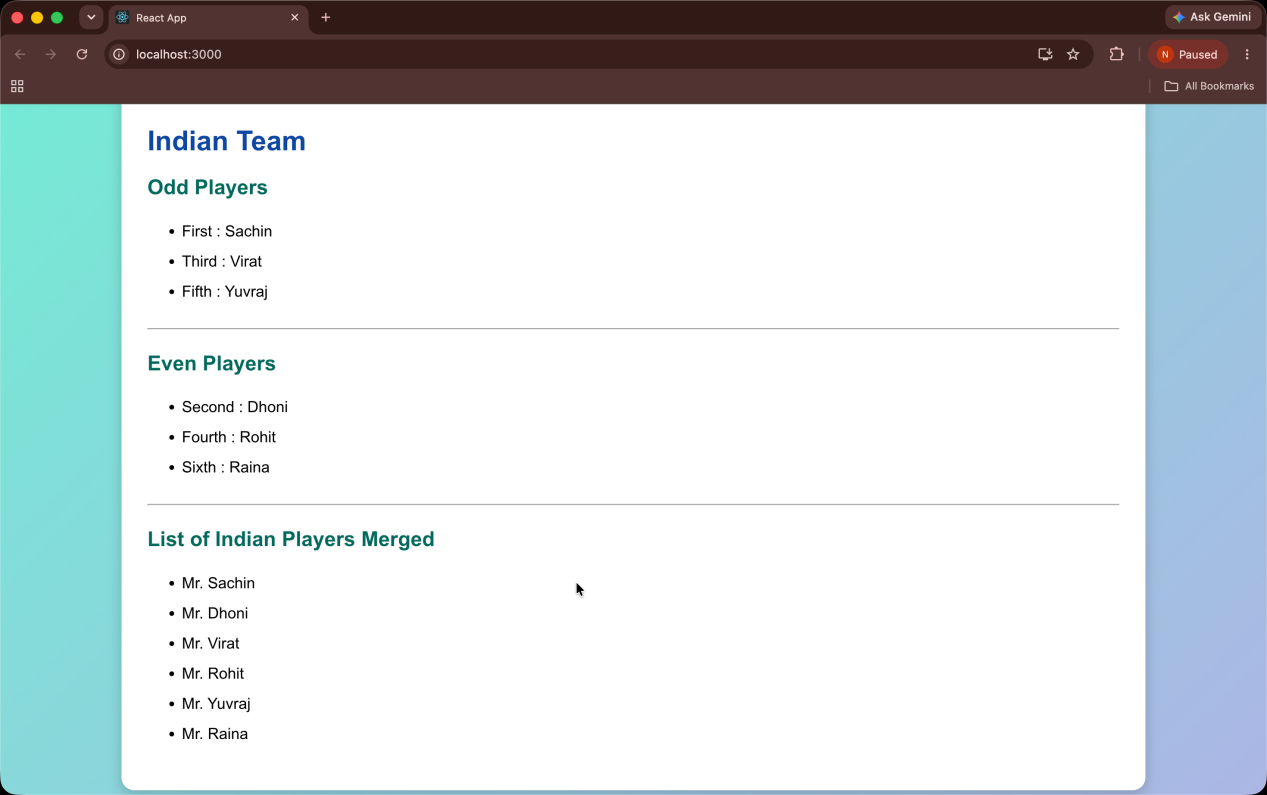 React App
Ask Gemini
localhost:3000
N Paused
All Bookmarks
Indian Team
Odd Players
First : Sachin
Third : Virat
Fifth : Yuvraj
Even Players
Second : Dhoni
Fourth : Rohit
Sixth : Raina
List of Indian Players Merged
Mr. Sachin
Mr. Dhoni
Mr. Virat
Mr. Rohit
Mr. Yuvraj
Mr. Raina